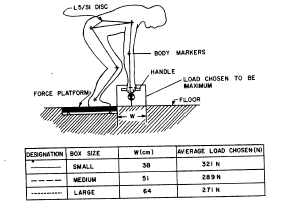 L5/S1 DISC
BODY MARKERS
HANDLE
LOAD CHOSEN TO BE
MAXIMUM
FORCE PLATFORM
FLOOR
W
DESIGNATION BOX SIZE W(cm) AVERAGE LOAD CHOSEN(N)
SMALL 38 321 N
MEDIUM 51 289 N
LARGE 64 271 N